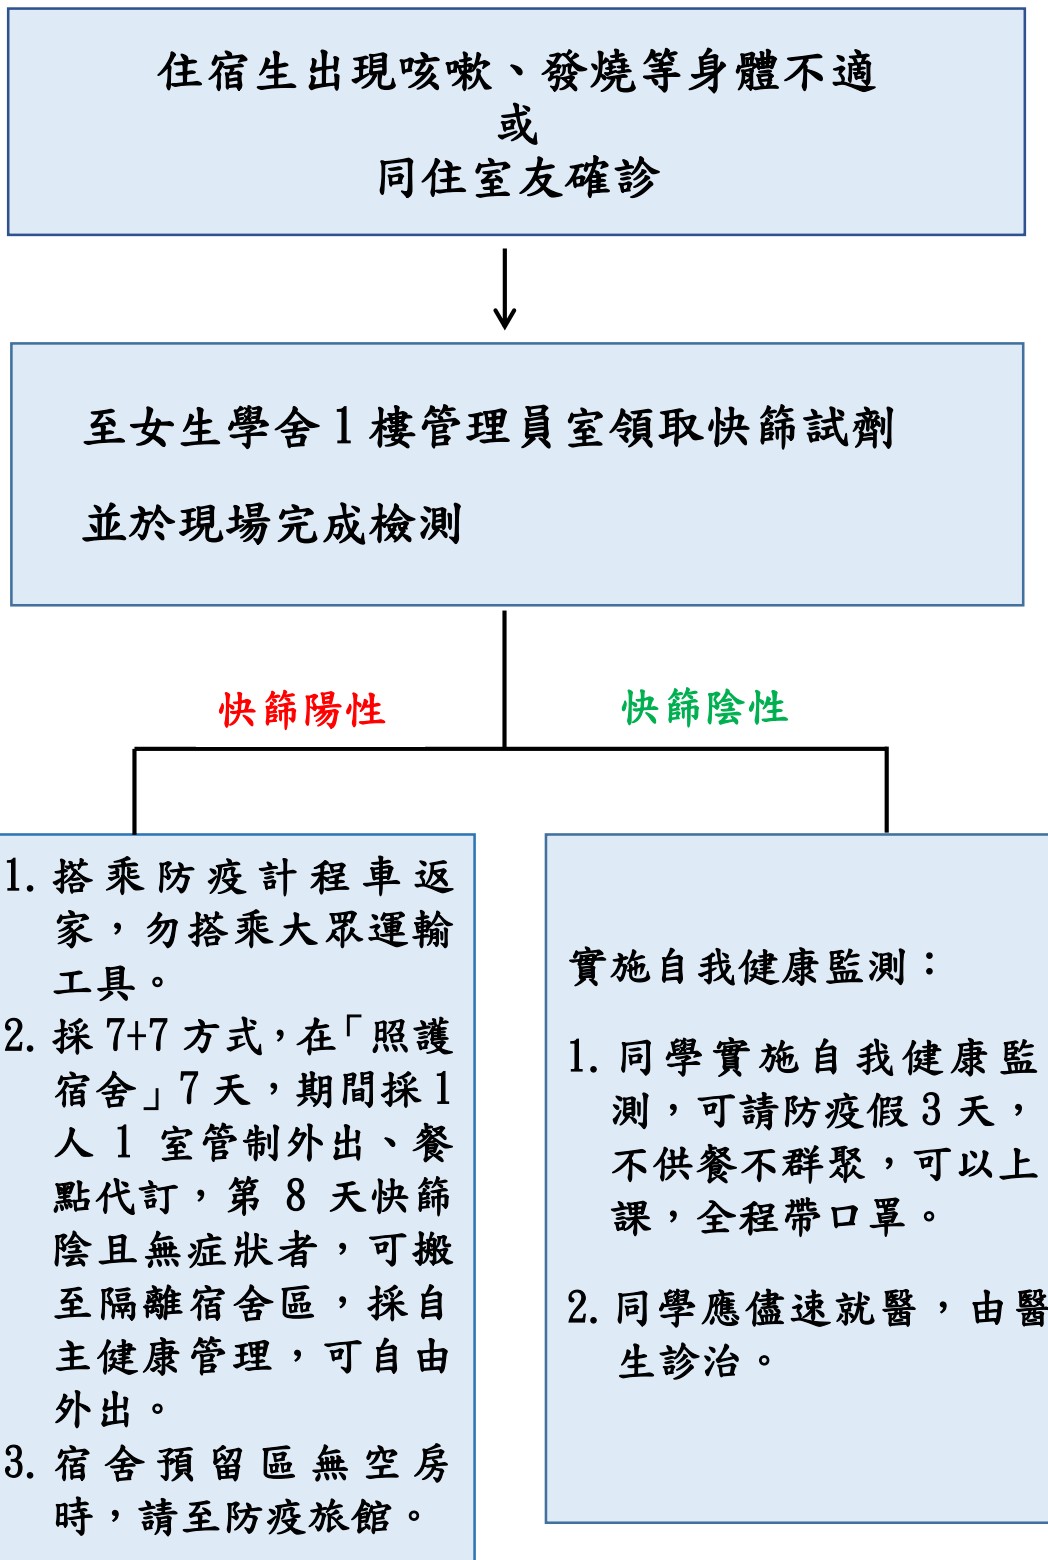 住宿生出現咳嗽、發燒等身體不適
或
同住室友確診
至女生學舍1樓管理員室領取快篩試劑
並於現場完成檢測
快篩陽性
快篩陰性
1. 搭乘防疫計程車返
家，勿搭乘大眾運輸
工具。
2. 採7+7方式，在「照護
宿舍」7天，期間採1
人1室管制外出、餐
點代訂，第8天快篩
陰且無症狀者，可搬
至隔離宿舍區，採自
主健康管理，可自由
外出。
3. 宿舍預留區無空房
時，請至防疫旅館。
實施自我健康監測：
1. 同學實施自我健康監
測，可請防疫假3天，
不供餐不群聚，可以上
課，全程帶口罩。
2. 同學應儘速就醫，由醫
生診治。